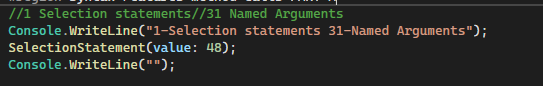 //1 Selection statements//31 Named Arguments
Console.WriteLine("1-Selection statements 31-Named Arguments");
SelectionStatement(value: 48);
Console.WriteLine("");